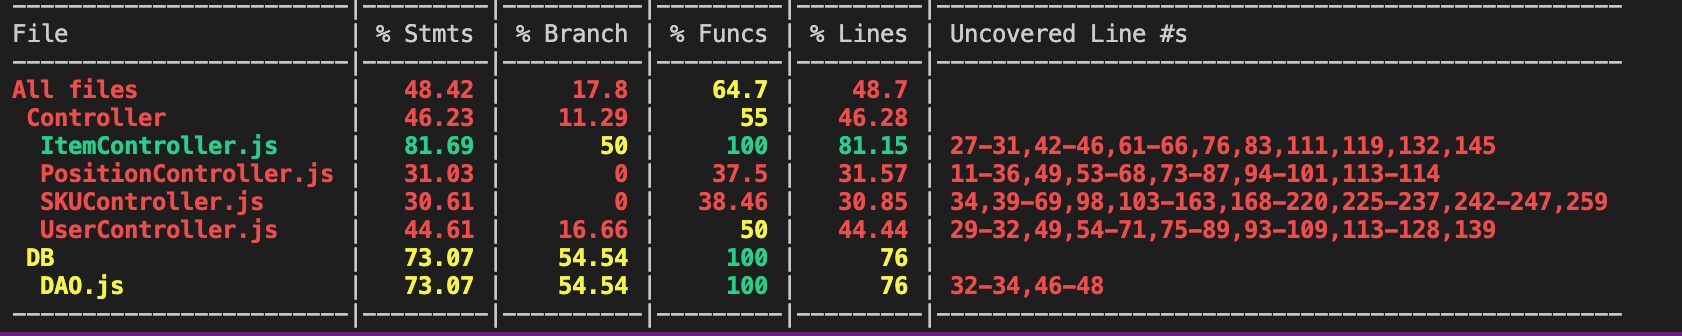 File | % Stmts | % Branch | % Funcs | % Lines | Uncovered Line #s
All files | 48.42 | 17.8 | 64.7 | 48.7 |
Controller | 46.23 | 11.29 | 55 | 46.28 |
ItemController.js | 81.69 | 50 | 100 | 81.15 | 27-31,42-46,61-66,76,83,111,119,132,145
PositionController.js | 31.03 | 0 | 37.5 | 31.57 | 11-36,49,53-68,73-87,94-101,113-114
SKUController.js | 30.61 | 0 | 38.46 | 30.85 | 34,39-69,98,103-163,168-220,225-237,242-247,259
UserController.js | 44.61 | 16.66 | 50 | 44.44 | 29-32,49,54-71,75-89,93-109,113-128,139
DB | 73.07 | 54.54 | 100 | 76 |
DAO.js | 73.07 | 54.54 | 100 | 76 | 32-34,46-48